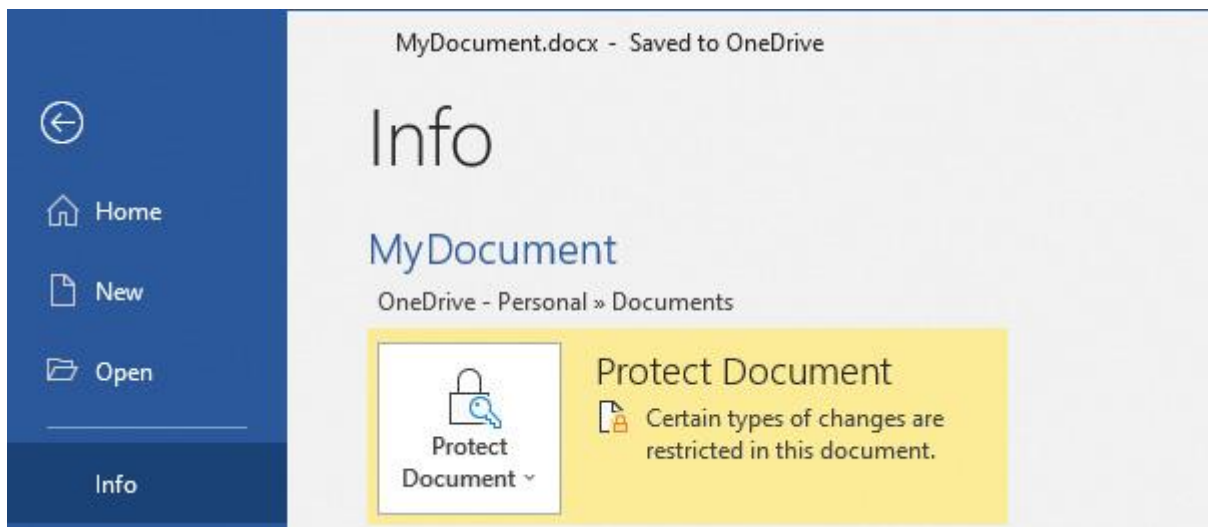 MyDocument.docx - Saved to OneDrive
Info
Home
MyDocument
New
OneDrive - Personal » Documents
Open
Protect Document
Certain types of changes are
restricted in this document.
Protect
Document
Info